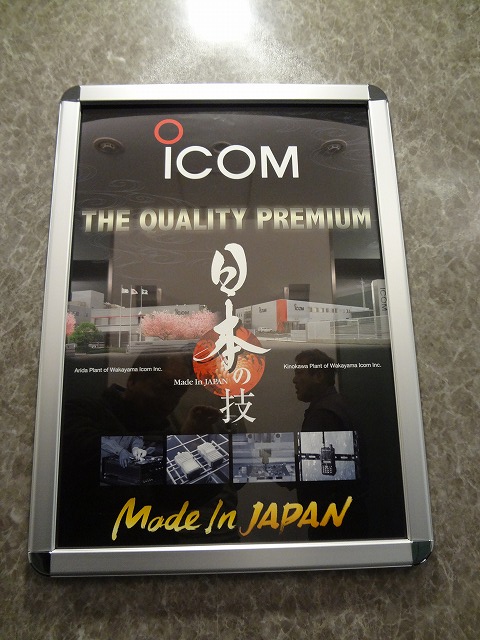 ICOM
THE QUALITY PREMIUM
日本の技
Arida Plant of Wakayama Icom Inc.
Kinokawa Plant of Wakayama Icom Inc.
Made In JAPAN
Made In JAPAN